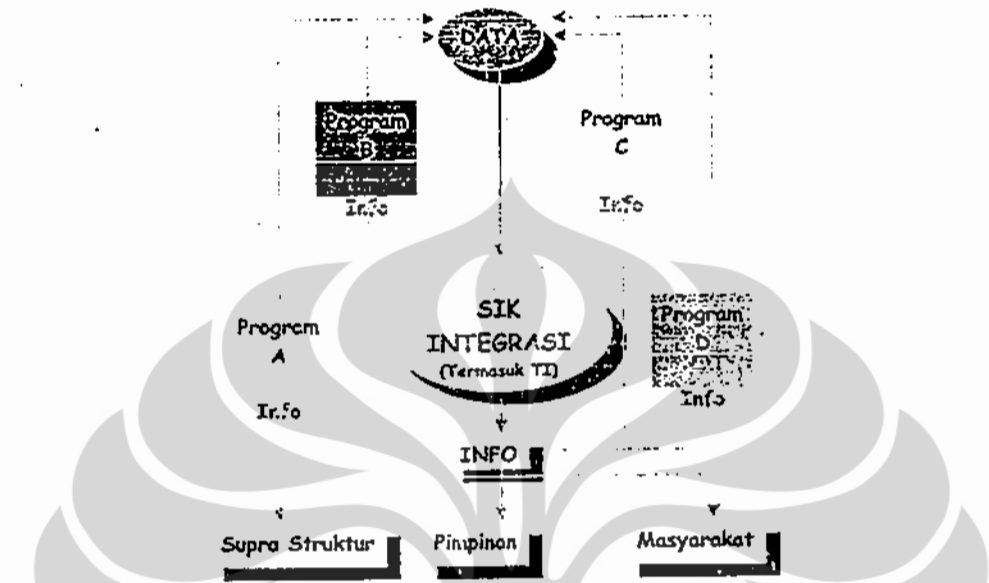 DATA
Program
B
Info
Program
C
Info
Program
A
Info
SIK
INTEGRASI
(Termasuk TI)
Program
D
Info
INFO
Supra Struktur
Pimpinan
Masyarakat